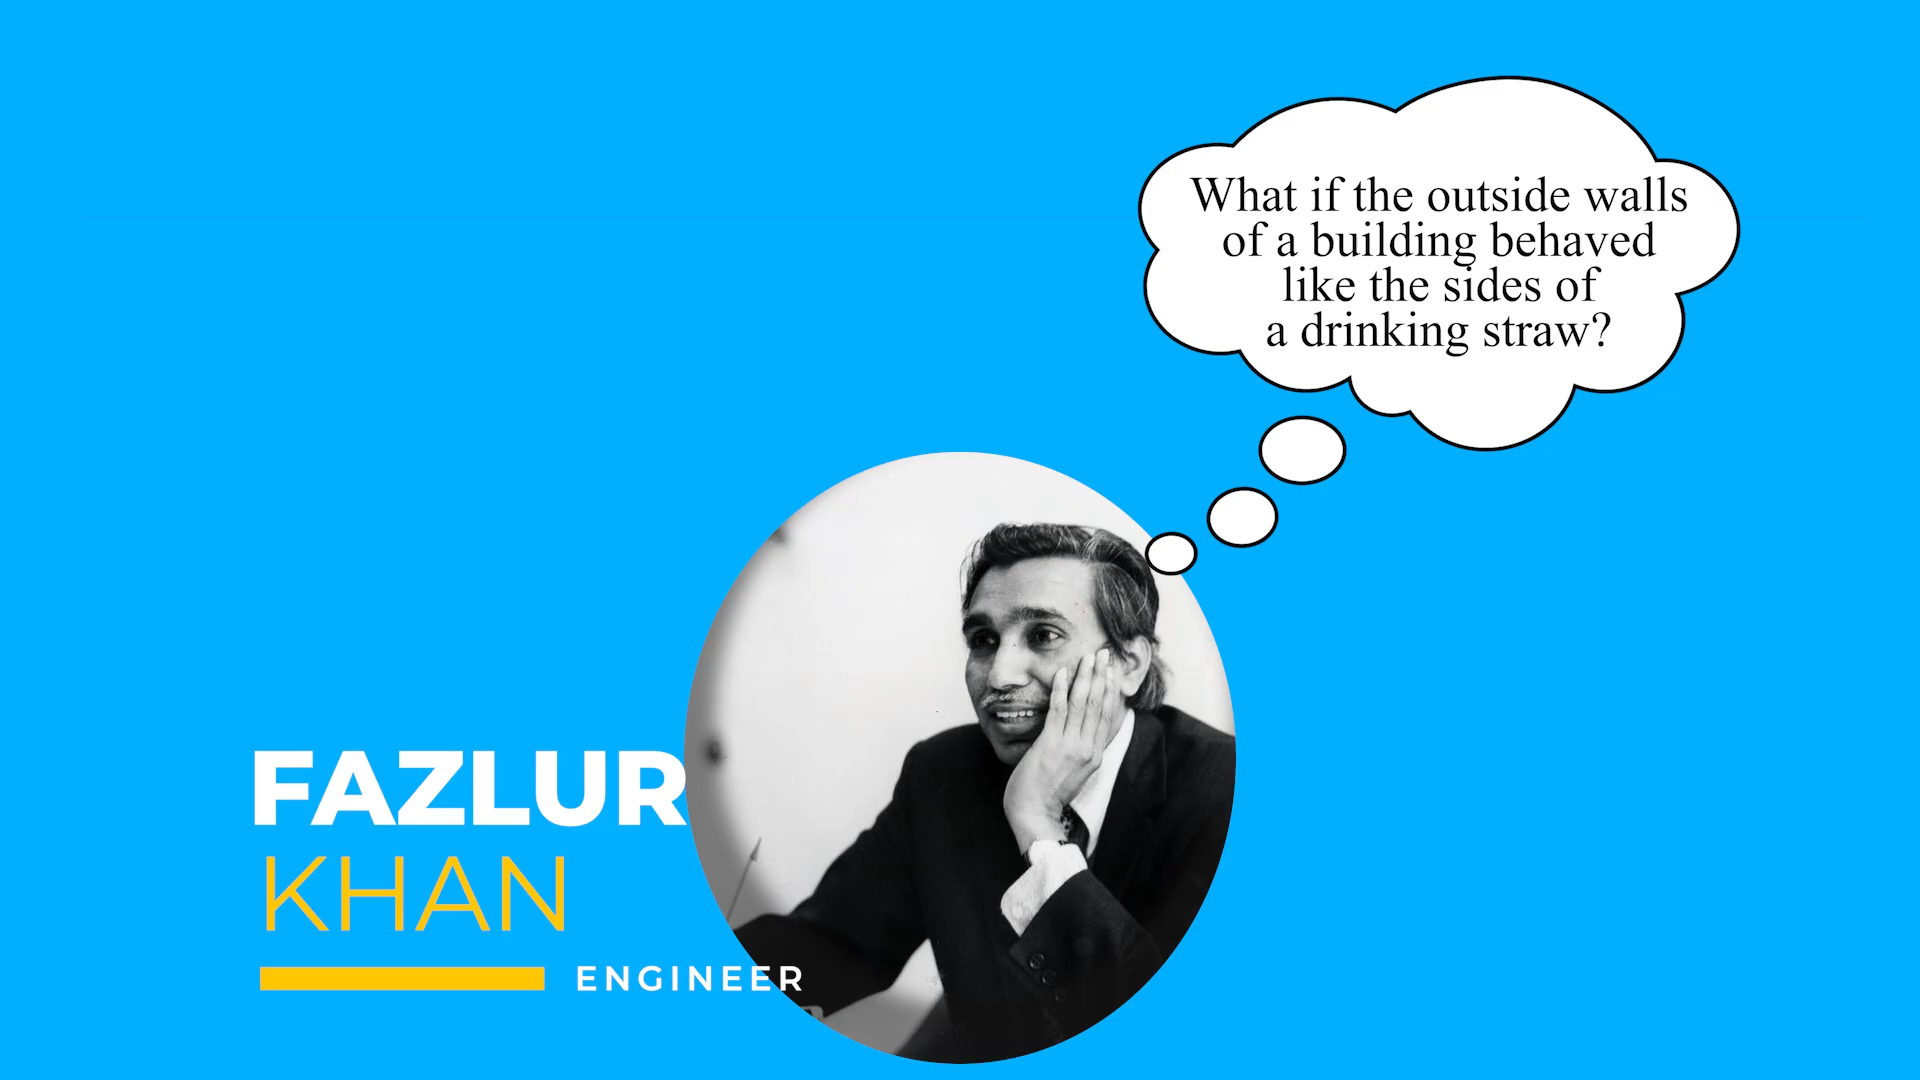 What if the outside walls
of a building behaved
like the sides of
a drinking straw?
FAZLUR
KHAN
ENGINEER